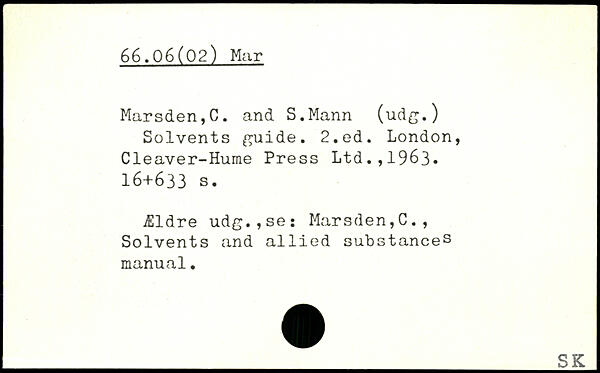 66.06(02) Mar
Marsden,C. and S.Mann (udg.)
Solvents guide. 2.ed. London,
Cleaver-Hume Press Ltd.,1963.
16+633 s.
Ældre udg.,se: Marsden,C.,
Solvents and allied substances
manual.
SK